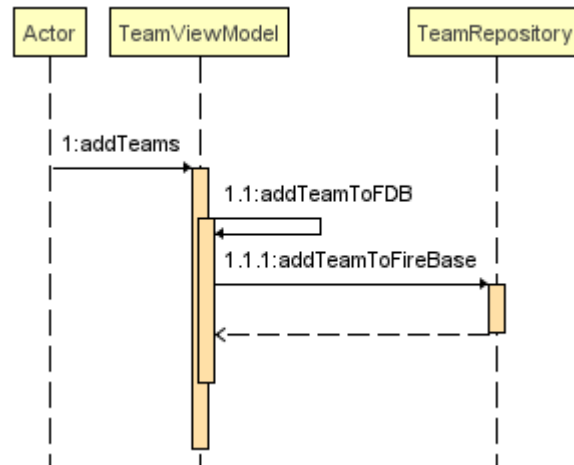 Actor
TeamViewModel
TeamRepository
1:addTeams
1.1:addTeamToFDB
1.1.1:addTeamToFireBase